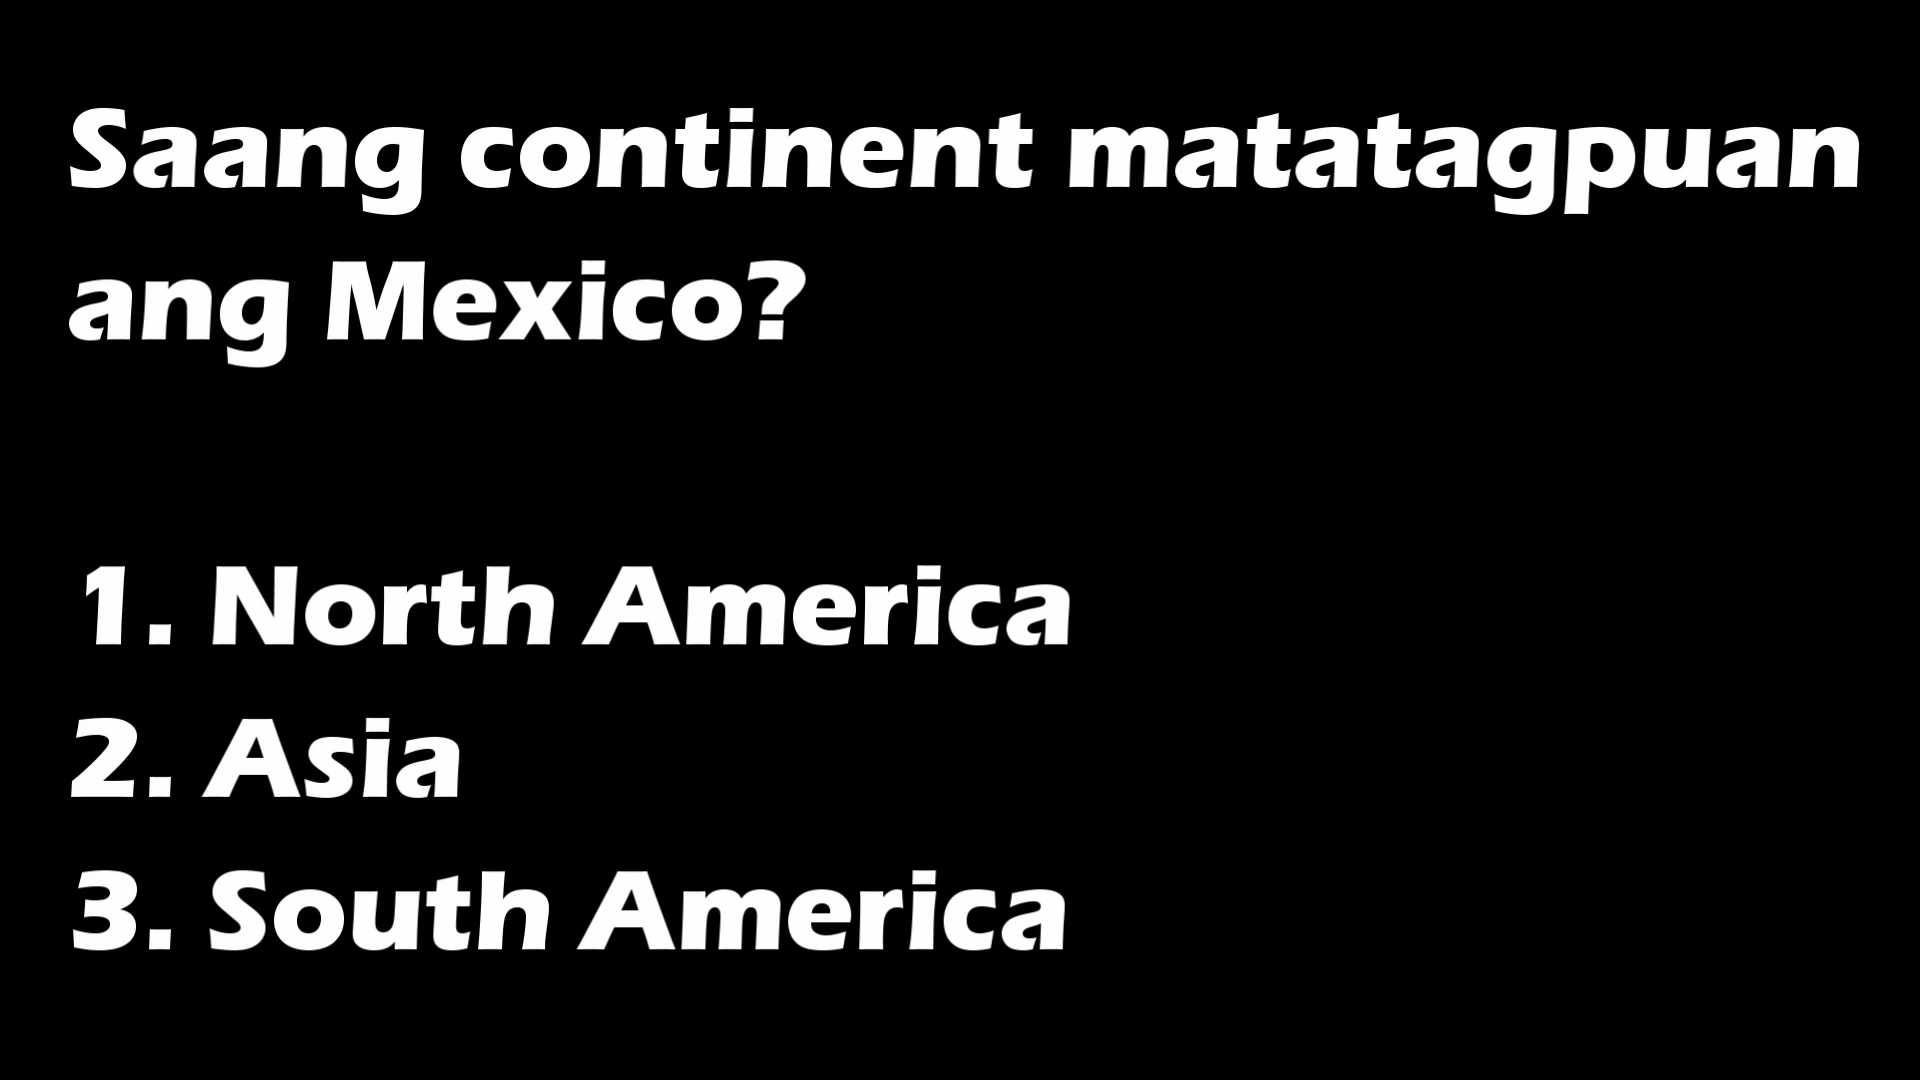 Saang continent matatagpuan
ang Mexico?
1. North America
2. Asia
3. South America